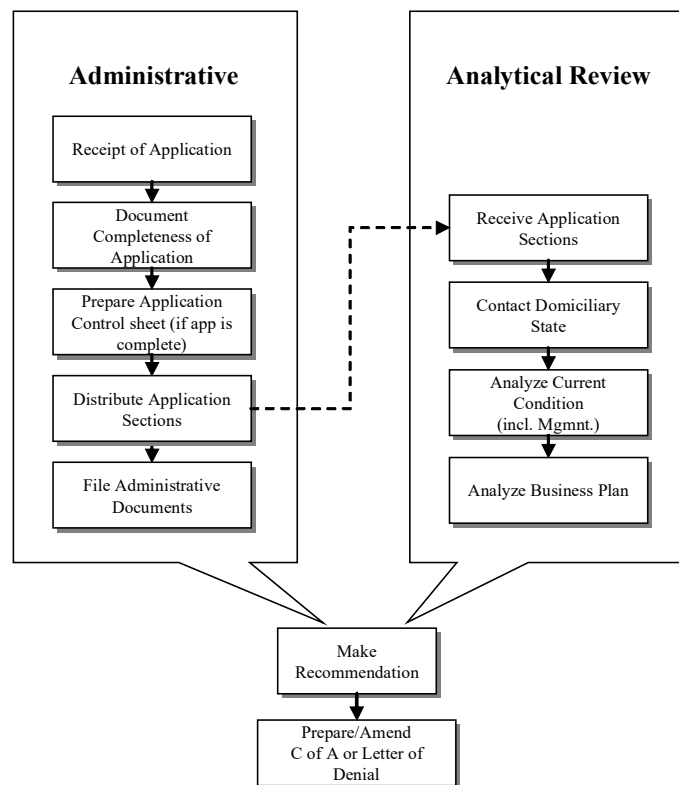 Administrative
Receipt of Application
Document
Completeness of
Application
Prepare Application
Control sheet (if app is
complete)
Distribute Application
Sections
File Administrative
Documents
Analytical Review
Receive Application
Sections
Contact Domiciliary
State
Analyze Current
Condition
(incl. Mgmnt.)
Analyze Business Plan
Make
Recommendation
Prepare/Amend
C of A or Letter of
Denial